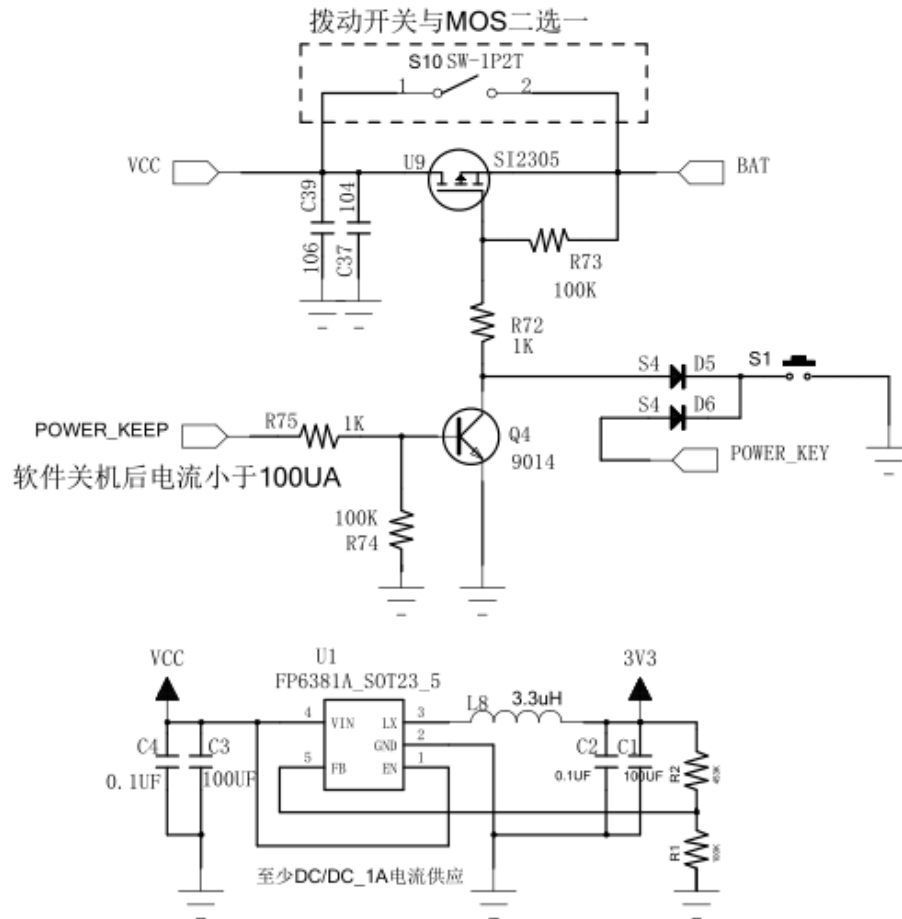 拨动开关与MOS二选一
S10 SW-1P2T
1
2
VCC
U9
SI2305
BAT
C39
104
106
C37
R73
100K
R72
1K
S4
D5
S1
S4
D6
POWER_KEY
POWER_KEEP
R75
1K
Q4
9014
软件关机后电流小于100UA
100K
R74
VCC
U1
FP6381A_SOT23_5
3V3
L8
3.3uH
4
VIN
LX
3
GND
2
5
FB
EN
1
C4
0.1UF
C3
100UF
C2
0.1UF
C1
100UF
R2
R1
至少DC/DC_1A电流供应